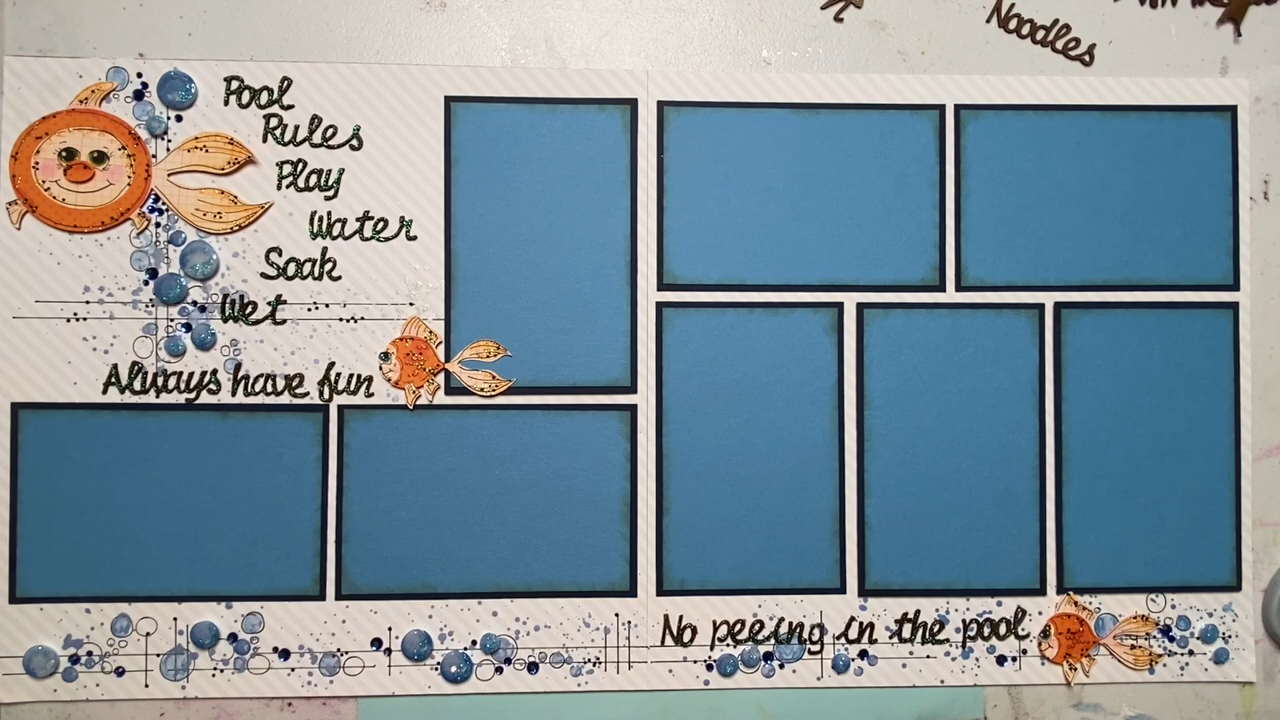 Noodles
Pool
Rules
Play
Water
Soak
Wet
Always have fun
No peeing in the pool